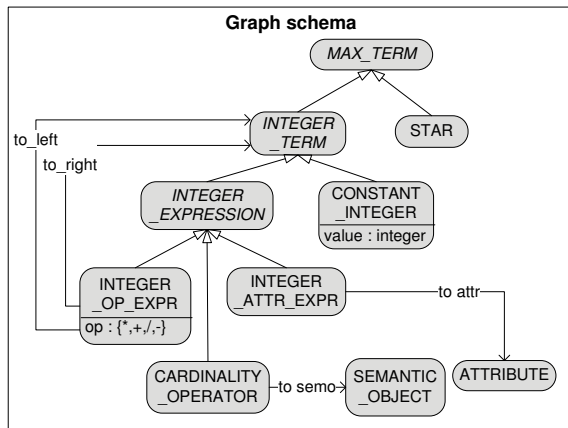 Graph schema
MAX_TERM
INTEGER
_TERM
STAR
to_left
to_right
INTEGER
_EXPRESSION
CONSTANT
_INTEGER
value : integer
INTEGER
_OP_EXPR
op : {*,+,/,-}
INTEGER
_ATTR_EXPR
to attr
CARDINALITY
_OPERATOR
to semo
SEMANTIC
_OBJECT
ATTRIBUTE